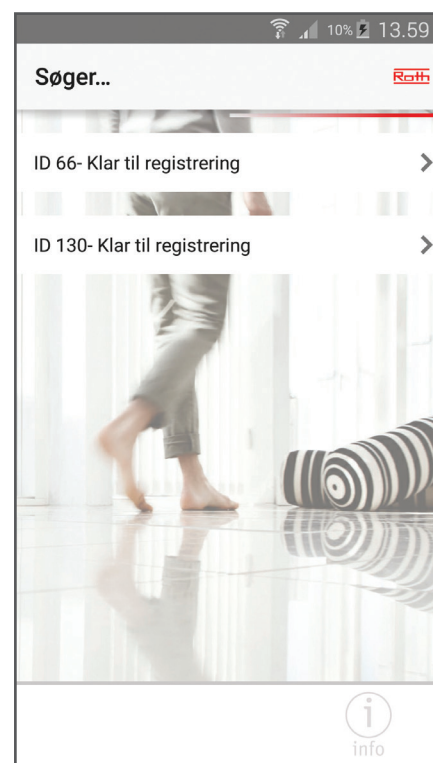 10% 13.59
Søger...
Roth
ID 66- Klar til registrering
ID 130- Klar til registrering
i
info